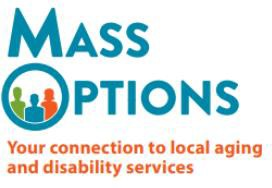 MASS
OPTIONS
Your connection to local aging
and disability services